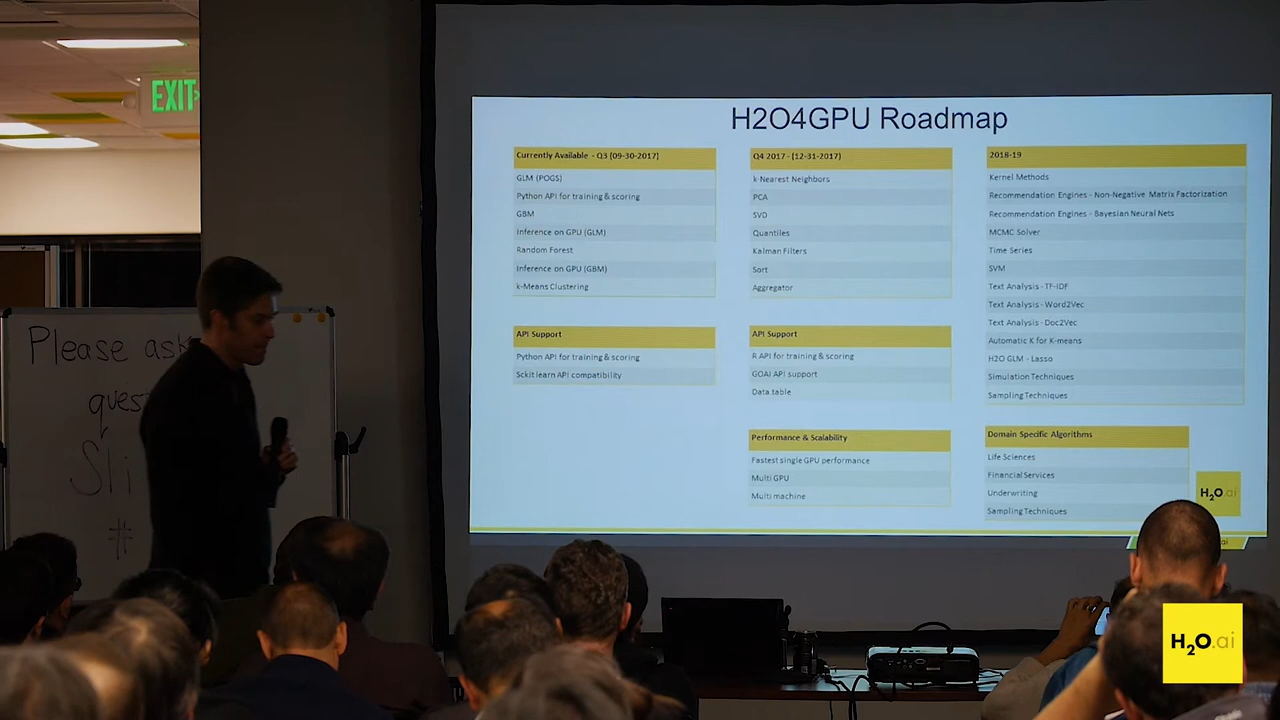 EXIT
H2O4GPU Roadmap
Currently Available - Q3 (09-30-2017)
GLM (POGS)
Python API for training & scoring
GBM
Inference on GPU (GLM)
Random Forest
Inference on GPU (GBM)
k-Means Clustering
API Support
Python API for training & scoring
Sckit learn API compatibility
Q4 2017 - (12-31-2017)
k-Nearest Neighbors
PCA
SVD
Quantiles
Kalman Filters
Sort
Aggregator
API Support
R API for training & scoring
GOAI API support
Data.table
Performance & Scalability
Fastest single GPU performance
Multi GPU
Multi machine
2018-19
Kernel Methods
Recommendation Engines - Non-Negative Matrix Factorization
Recommendation Engines - Bayesian Neural Nets
MCMC Solver
Time Series
SVM
Text Analysis - TF-IDF
Text Analysis - Word2Vec
Text Analysis - Doc2Vec
Automatic K for K-means
H2O GLM - Lasso
Simulation Techniques
Sampling Techniques
Domain Specific Algorithms
Life Sciences
Financial Services
Underwriting
Sampling Techniques
H2O.ai
.ai
Please ask
#
H2O.ai